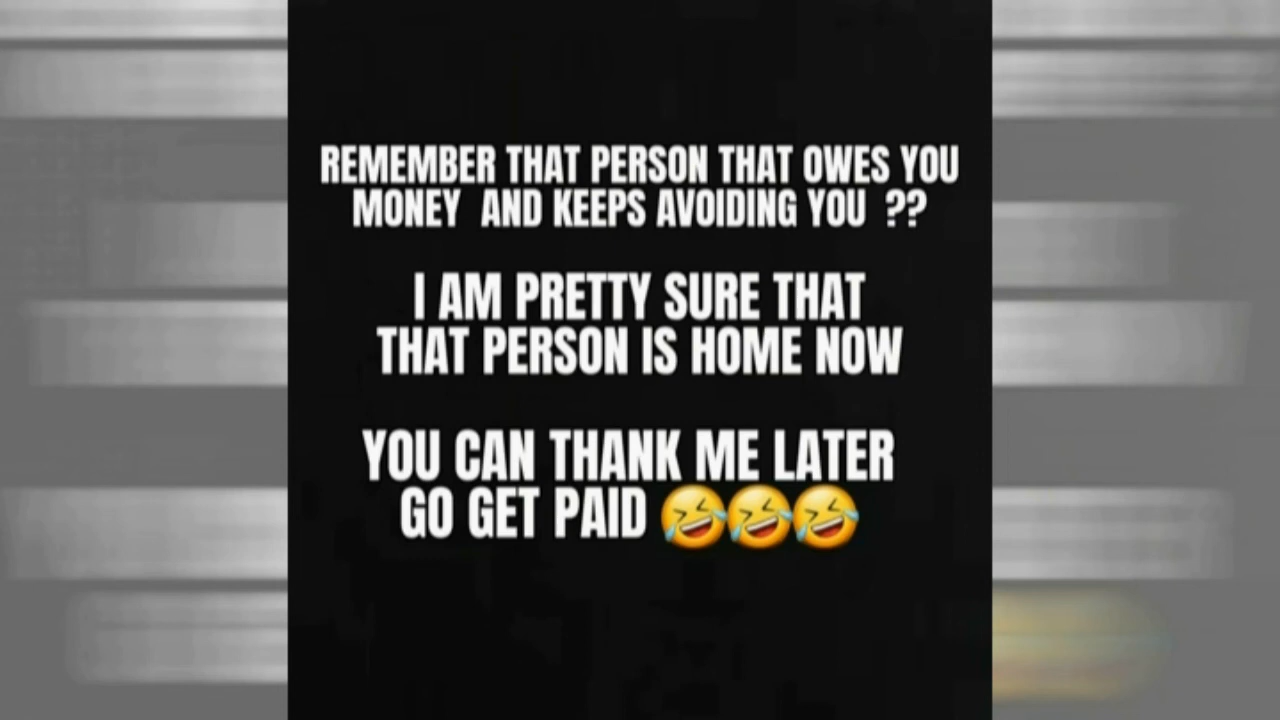 REMEMBER THAT PERSON THAT OWES YOU
MONEY AND KEEPS AVOIDING YOU ??
I AM PRETTY SURE THAT
THAT PERSON IS HOME NOW
YOU CAN THANK ME LATER
GO GET PAID 🤣🤣🤣